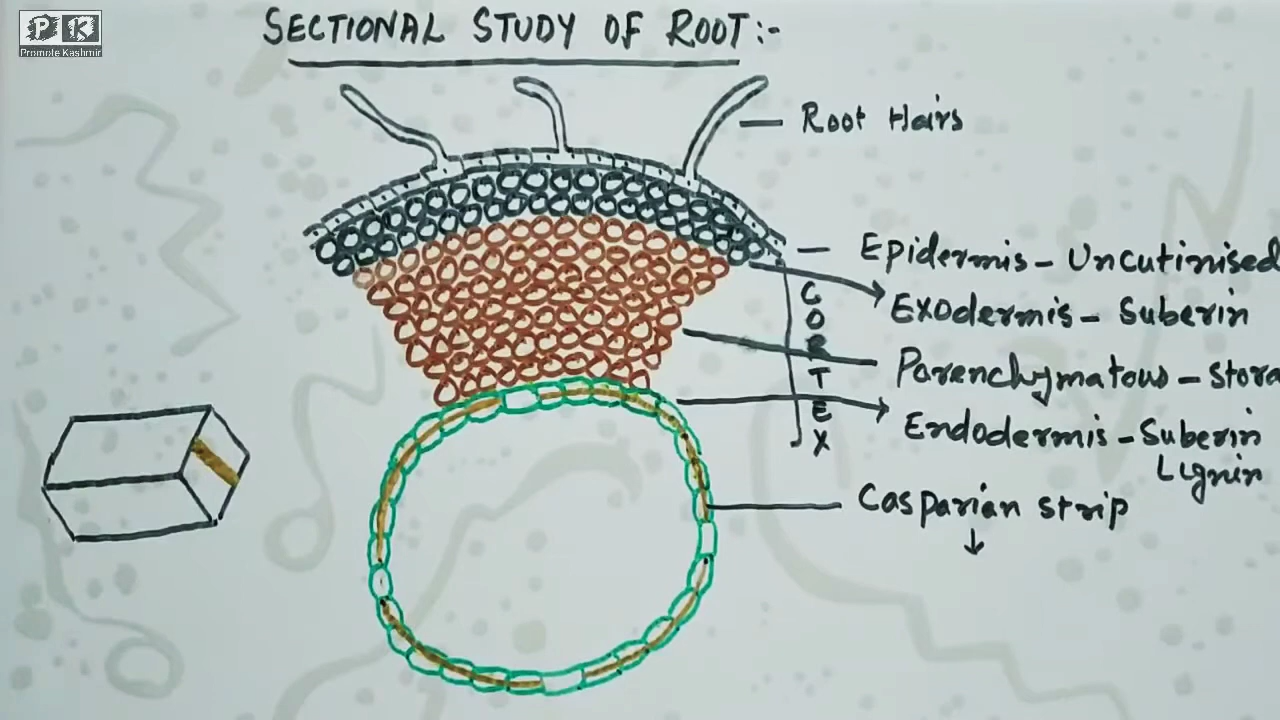 PK
Promote Kashmir
SECTIONAL STUDY OF ROOT:-
Root Hairs
Epidermis - Uncutinised
Exodermis - Suberin
CORTEX
Parenchymatous - Stora
Endodermis - Suberin
Lignin
Casparian strip